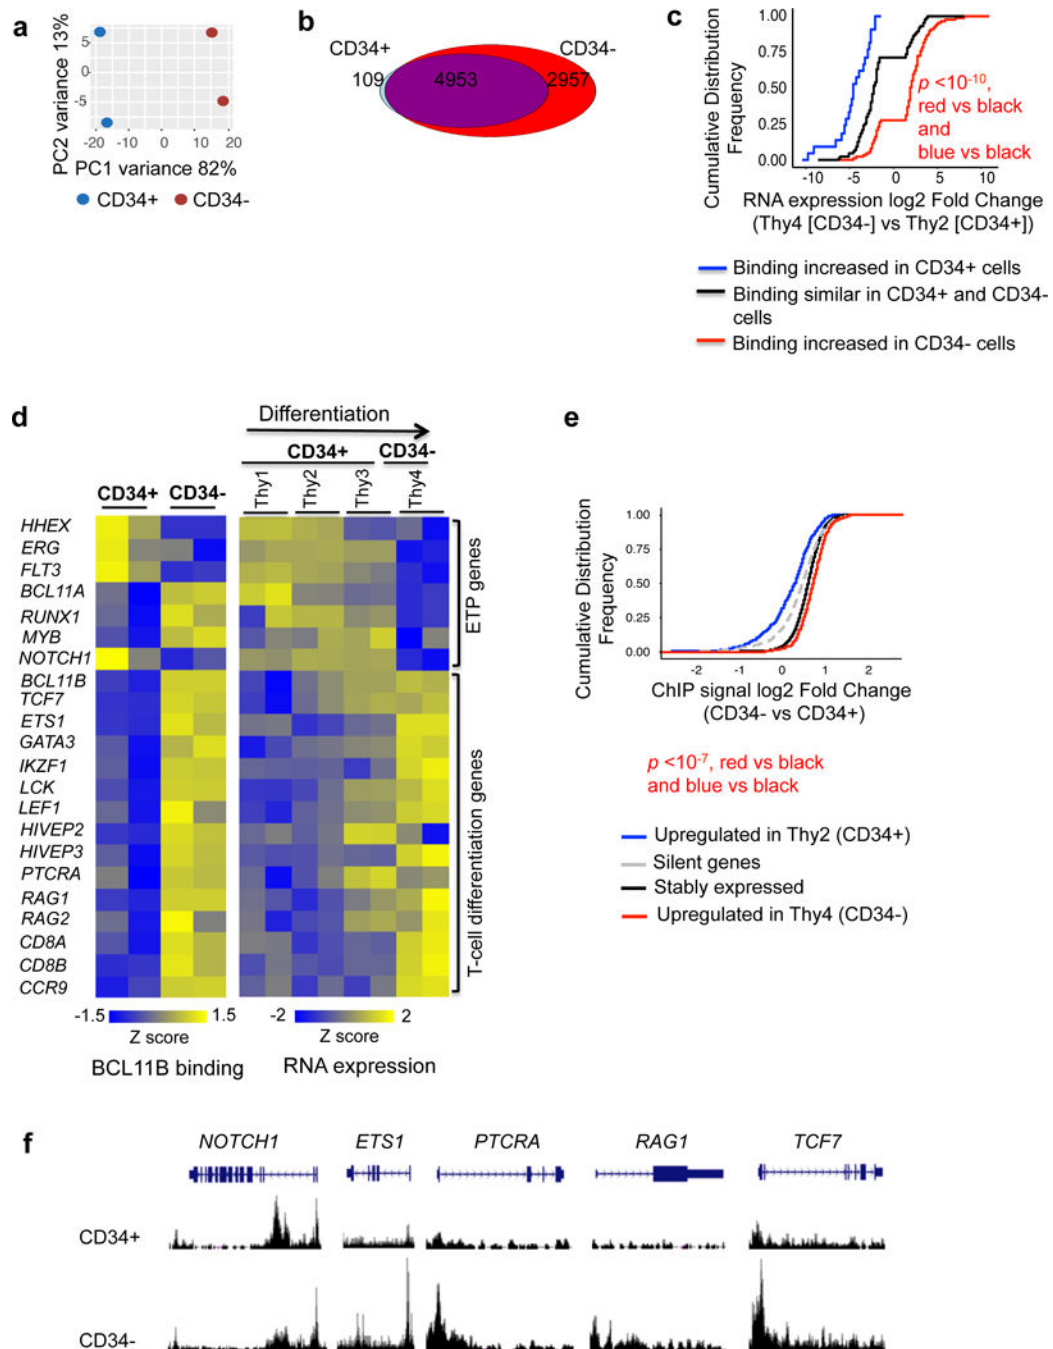 a
PC2 variance 13%
5
0
-5
-20
-10
0
10
20
PC1 variance 82%
CD34+
CD34-
b
CD34+
CD34-
109
4953
2957
c
Cumulative Distribution
Frequency
1.00
0.75
0.50
0.25
0.00
p <10-10,
red vs black
and
blue vs black
-10
-5
0
5
10
RNA expression log2 Fold Change
(Thy4 [CD34-] vs Thy2 [CD34+])
Binding increased in CD34+ cells
Binding similar in CD34+ and CD34-
cells
Binding increased in CD34- cells
d
Differentiation
CD34+
CD34-
Thy1
Thy2
Thy3
Thy4
CD34+
CD34-
HHEX
ERG
FLT3
BCL11A
RUNX1
MYB
NOTCH1
BCL11B
TCF7
ETS1
GATA3
IKZF1
LCK
LEF1
HIVEP2
HIVEP3
PTCRA
RAG1
RAG2
CD8A
CD8B
CCR9
ETP genes
T-cell differentiation genes
-1.5
1.5
Z score
BCL11B binding
-2
2
Z score
RNA expression
e
Cumulative Distribution
Frequency
1.00
0.75
0.50
0.25
0.00
-2
-1
0
1
2
ChIP signal log2 Fold Change
(CD34- vs CD34+)
p <10-7, red vs black
and blue vs black
Upregulated in Thy2 (CD34+)
Silent genes
Stably expressed
Upregulated in Thy4 (CD34-)
f
NOTCH1
ETS1
PTCRA
RAG1
TCF7
CD34+
CD34-